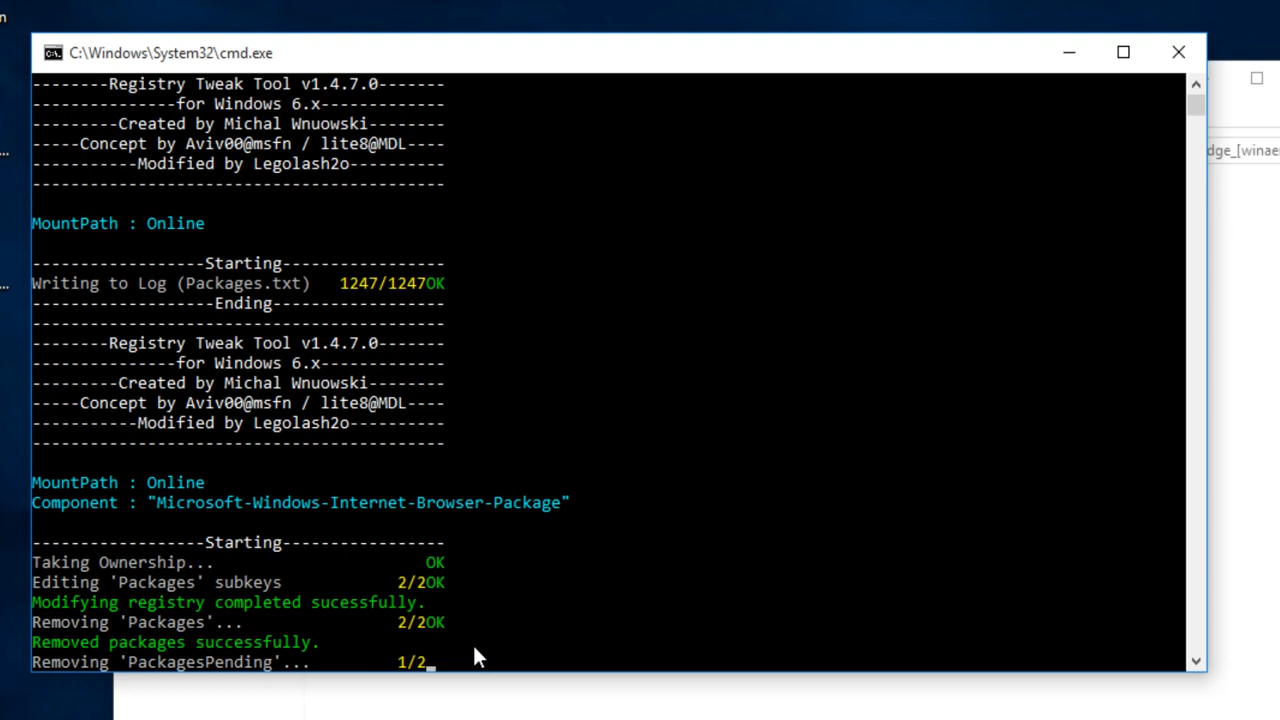 n
C:\Windows\System32\cmd.exe
--------Registry Tweak Tool v1.4.7.0-------
---------------for Windows 6.x-------------
---------Created by Michal Wnuowski--------
-----Concept by Aviv00@msfn / lite8@MDL----
-----------Modified by Legolash2o----------
-------------------------------------------
MountPath : Online
------------------Starting-----------------
Writing to Log (Packages.txt)   1247/1247OK
-------------------Ending------------------
-------------------------------------------
--------Registry Tweak Tool v1.4.7.0-------
---------------for Windows 6.x-------------
---------Created by Michal Wnuowski--------
-----Concept by Aviv00@msfn / lite8@MDL----
-----------Modified by Legolash2o----------
-------------------------------------------
MountPath : Online
Component : "Microsoft-Windows-Internet-Browser-Package"
------------------Starting-----------------
Taking Ownership...                      OK
Editing 'Packages' subkeys            2/2OK
Modifying registry completed sucessfully.
Removing 'Packages'...                2/2OK
Removed packages successfully.
Removing 'PackagesPending'...         1/2_
...
...
dge_[winae